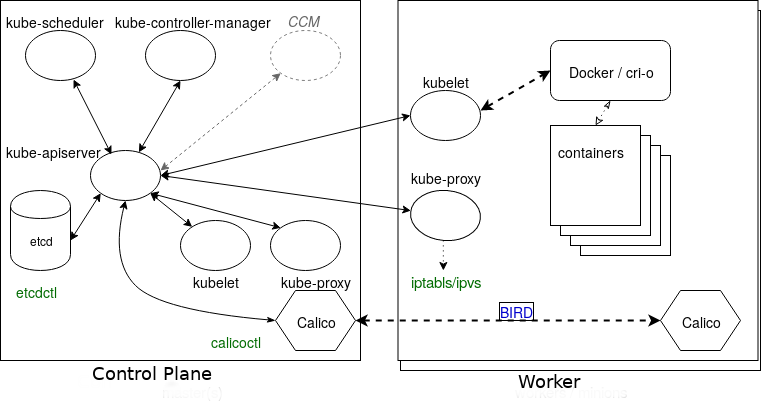 kube-scheduler
kube-controller-manager
CCM
kubelet
Docker / cri-o
kube-apiserver
containers
kube-proxy
etcd
kubelet
kube-proxy
iptabls/ipvs
etcdctl
BIRD
Calico
Calico
calicoctl
Control Plane
Worker